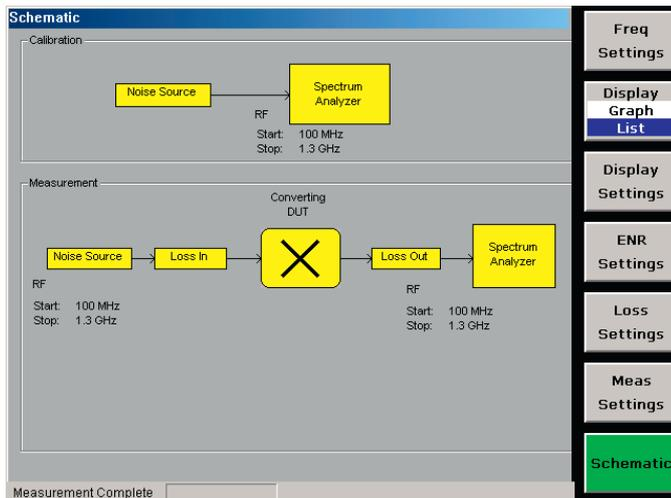 Schematic
Calibration
Noise Source
Spectrum
Analyzer
RF
Start: 100 MHz
Stop: 1.3 GHz
Measurement
Converting
DUT
Noise Source
Loss In
Loss Out
Spectrum
Analyzer
RF
Start: 100 MHz
Stop: 1.3 GHz
RF
Start: 100 MHz
Stop: 1.3 GHz
Measurement Complete
Freq
Settings
Display
Graph
List
Display
Settings
ENR
Settings
Loss
Settings
Meas
Settings
Schematic